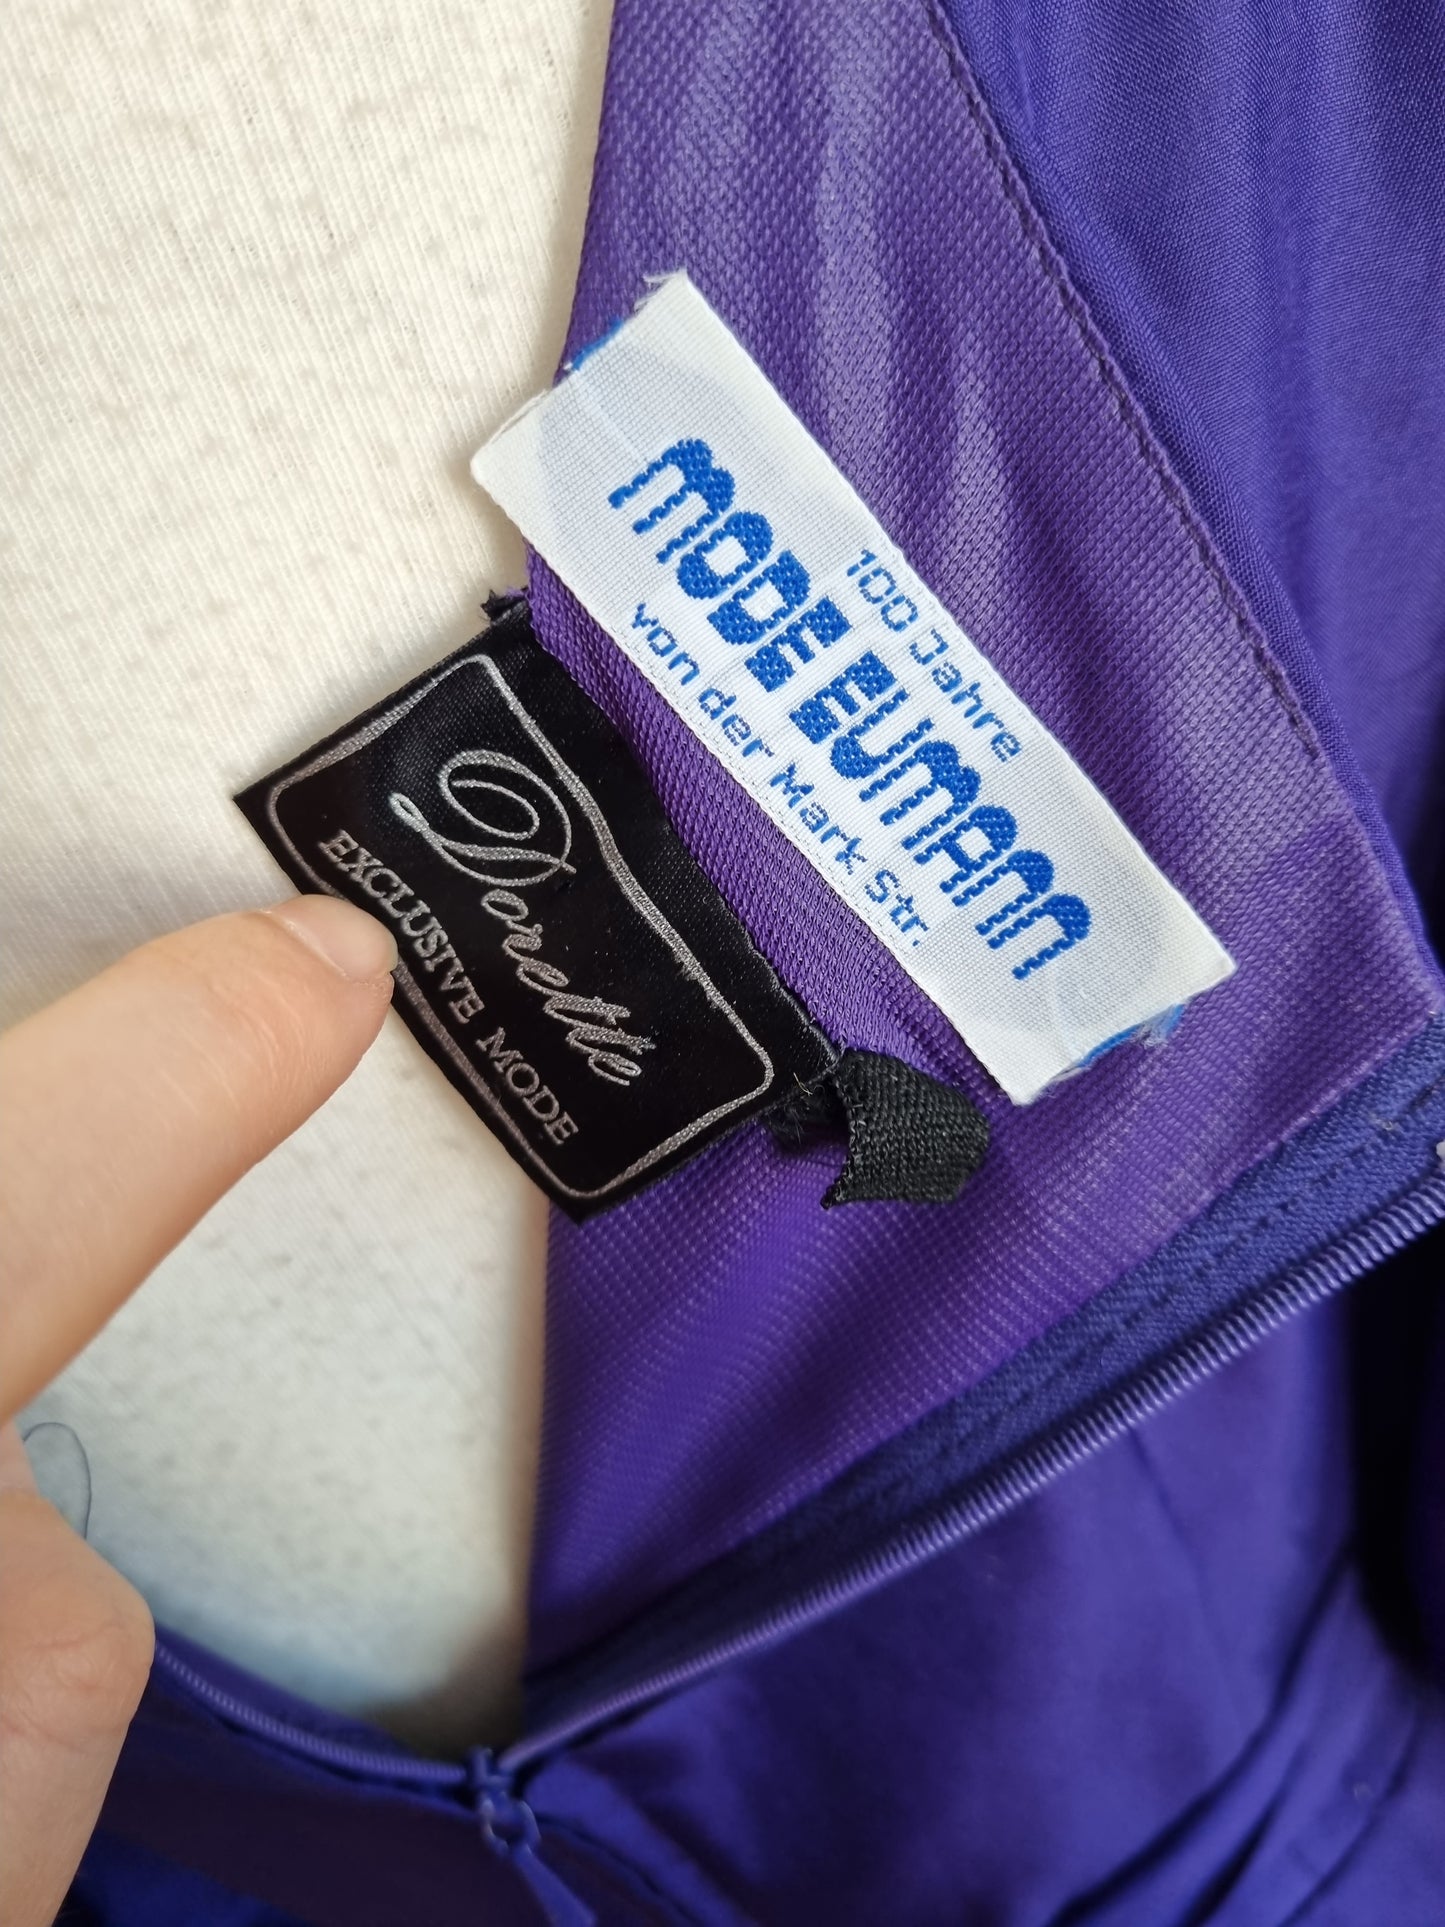 100 Jahre
MODE EUMANN
von der Mark Str.
Dorette
EXCLUSIVE MODE